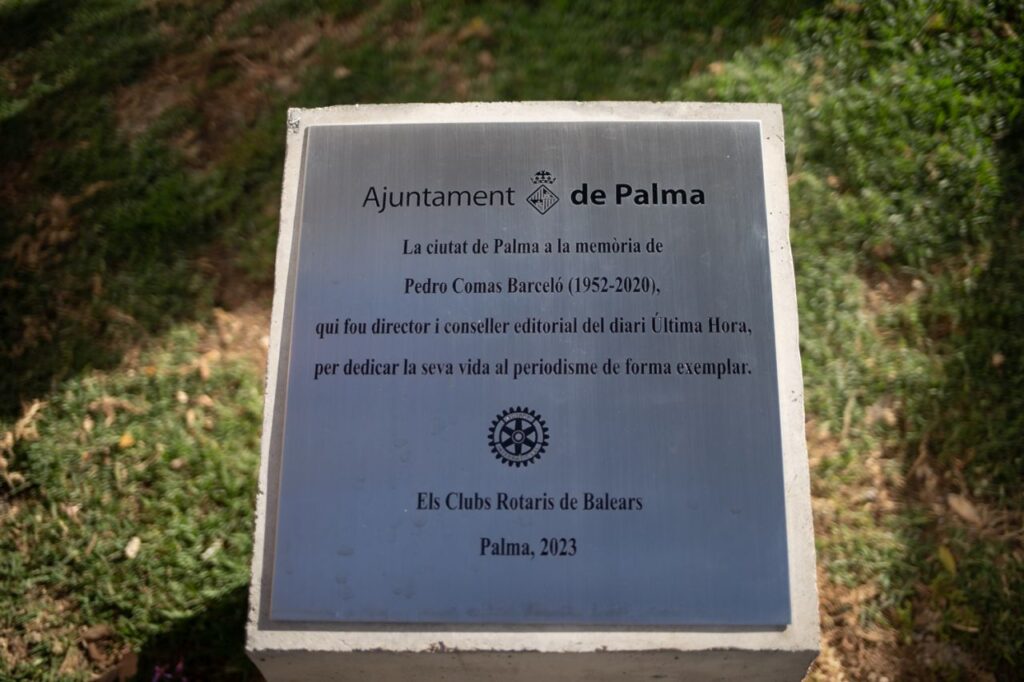 Ajuntament de Palma
La ciutat de Palma a la memòria de
Pedro Comas Barceló (1952-2020),
qui fou director i conseller editorial del diari Última Hora,
per dedicar la seva vida al periodisme de forma exemplar.
Els Clubs Rotaris de Balears
Palma, 2023